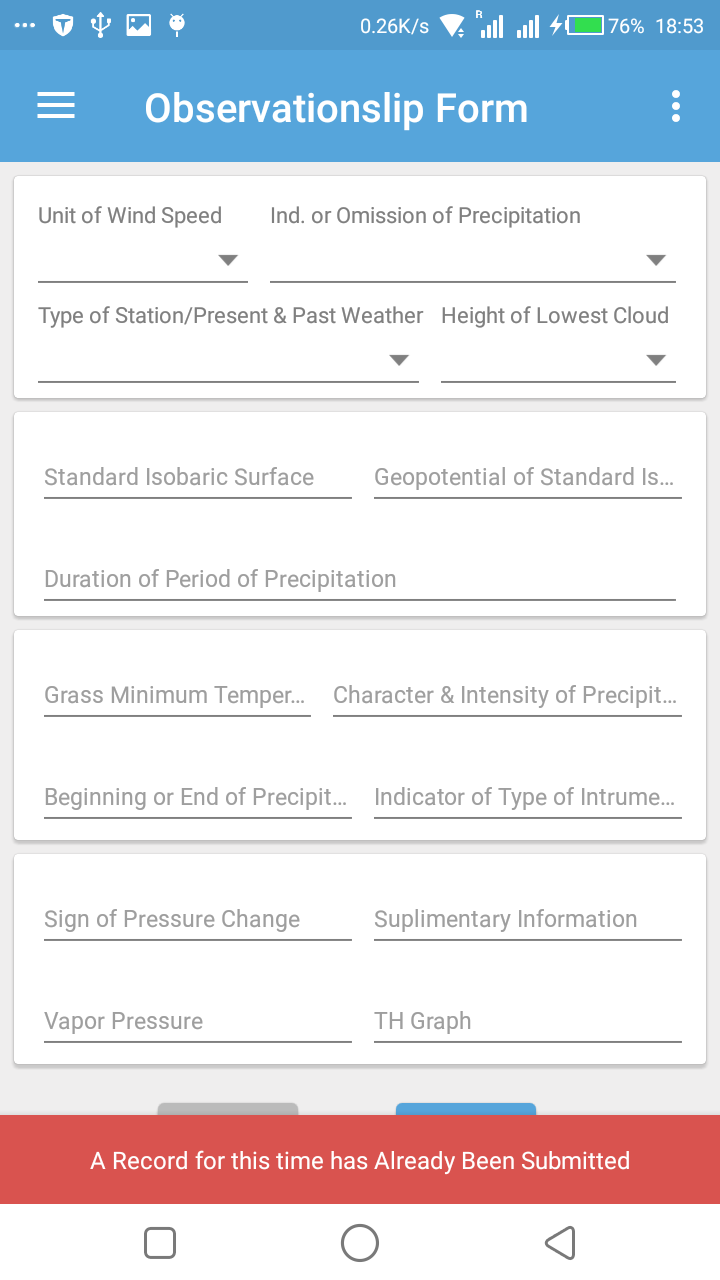 0.26K/s R 76% 18:53
Observationslip Form
Unit of Wind Speed Ind. or Omission of Precipitation
Type of Station/Present & Past Weather Height of Lowest Cloud
Standard Isobaric Surface Geopotential of Standard Is...
Duration of Period of Precipitation
Grass Minimum Temper... Character & Intensity of Precipit...
Beginning or End of Precipit... Indicator of Type of Intrume...
Sign of Pressure Change Suplimentary Information
Vapor Pressure TH Graph
A Record for this time has Already Been Submitted